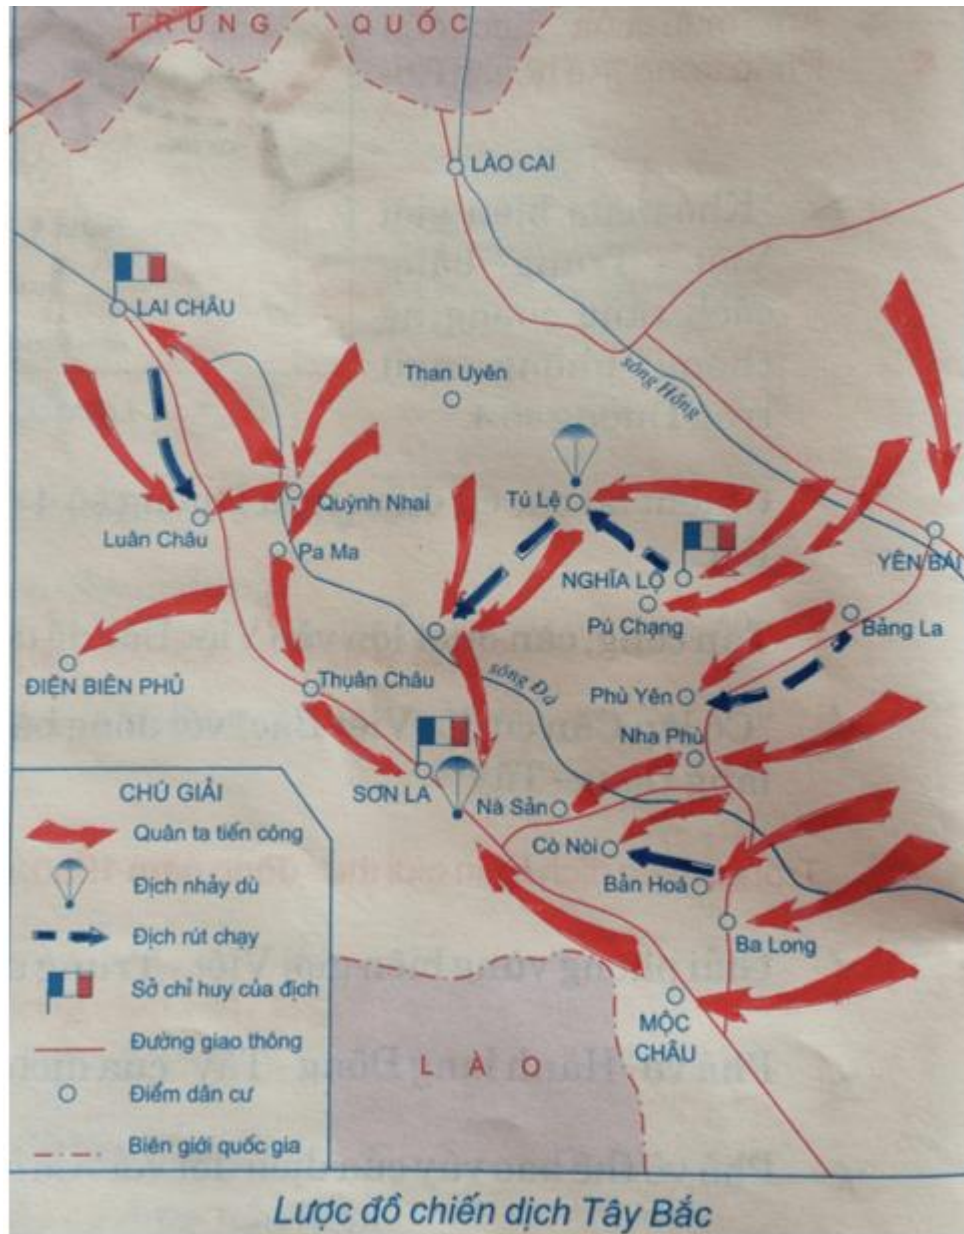 TRUNG QUỐC
LÀO CAI
LAI CHÂU
Than Uyên
sông Hồng
Quỳnh Nhai
Tú Lệ
Luân Châu
Pa Ma
NGHĨA LỘ
YÊN BÁI
Pú Chạng
Bảng La
ĐIỆN BIÊN PHỦ
Thuận Châu
sông Đà
Phù Yên
Nha Phù
SƠN LA
Nà Sản
Cò Nòi
Bản Hoả
Ba Long
MỘC
CHÂU
LÀO
CHÚ GIẢI
Quân ta tiến công
Địch nhảy dù
Địch rút chạy
Sở chỉ huy của địch
Đường giao thông
Điểm dân cư
Biên giới quốc gia
Lược đồ chiến dịch Tây Bắc